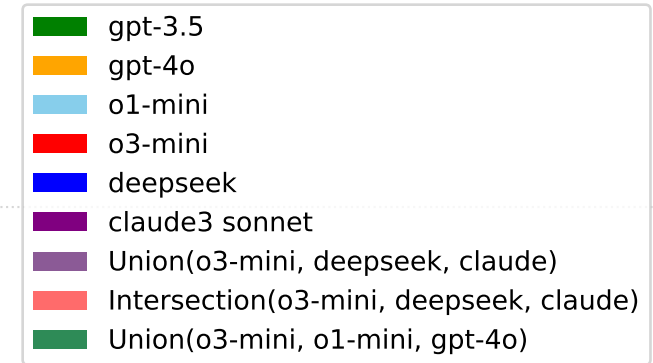 gpt-3.5
gpt-4o
o1-mini
o3-mini
deepseek
claude3 sonnet
Union(o3-mini, deepseek, claude)
Intersection(o3-mini, deepseek, claude)
Union(o3-mini, o1-mini, gpt-4o)